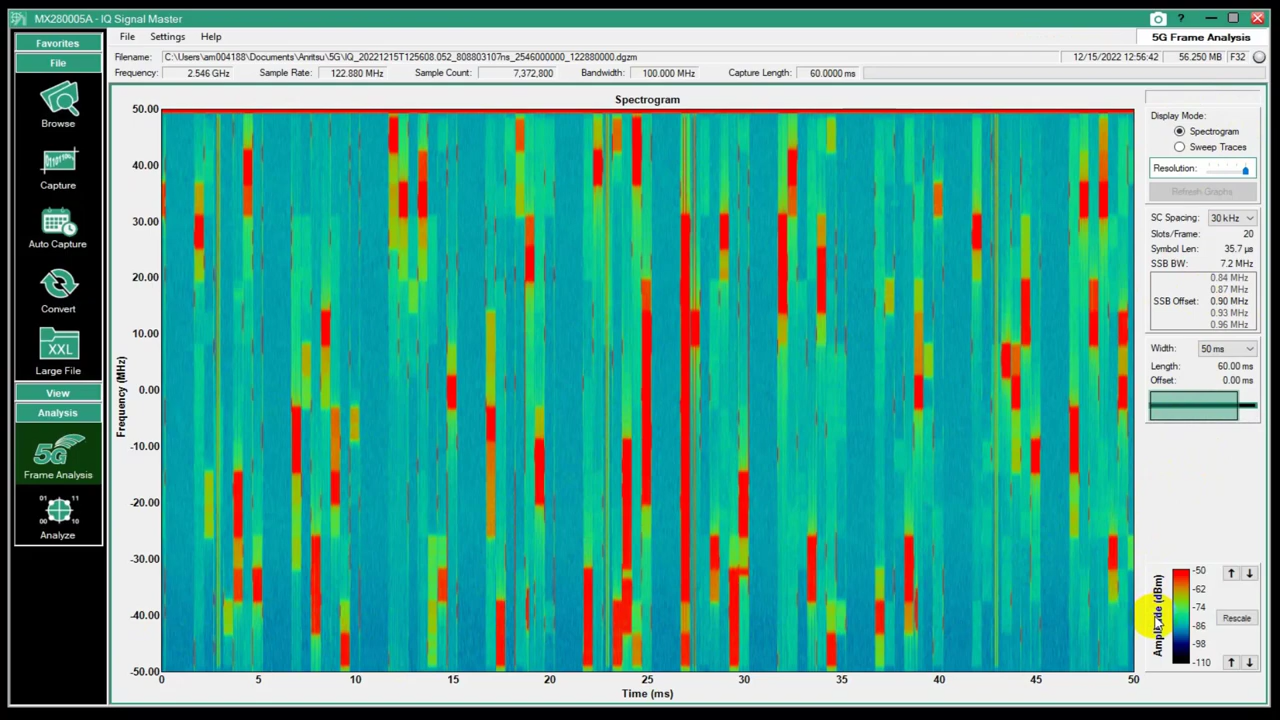 MX280005A - IQ Signal Master
?
Favorites
File
Browse
Capture
Auto Capture
Convert
XXL
Large File
View
Analysis
5G
Frame Analysis
01 11
00 10
Analyze
File Settings Help
5G Frame Analysis
Filename: C:\Users\am004188\Documents\Anritsu\5G\IQ_20221215T125608.052_808803107ns_2546000000_122880000.dgzm
12/15/2022 12:56:42 56.250 MB F32
Frequency: 2.546 GHz Sample Rate: 122.880 MHz Sample Count: 7,372,800 Bandwidth: 100.000 MHz Capture Length: 60.0000 ms
Spectrogram
50.00
40.00
30.00
20.00
10.00
0.00
-10.00
-20.00
-30.00
-40.00
-50.00
Frequency (MHz)
0 5 10 15 20 25 30 35 40 45 50
Time (ms)
Display Mode:
Spectrogram
Sweep Traces
Resolution:
Refresh Graphs
SC Spacing: 30 kHz
Slots/Frame: 20
Symbol Len: 35.7 µs
SSB BW: 7.2 MHz
0.84 MHz
0.87 MHz
SSB Offset: 0.90 MHz
0.93 MHz
0.96 MHz
Width: 50 ms
Length: 60.00 ms
Offset: 0.00 ms
Amplitude (dBm)
-50
-62
-74
-86
-98
-110
Rescale